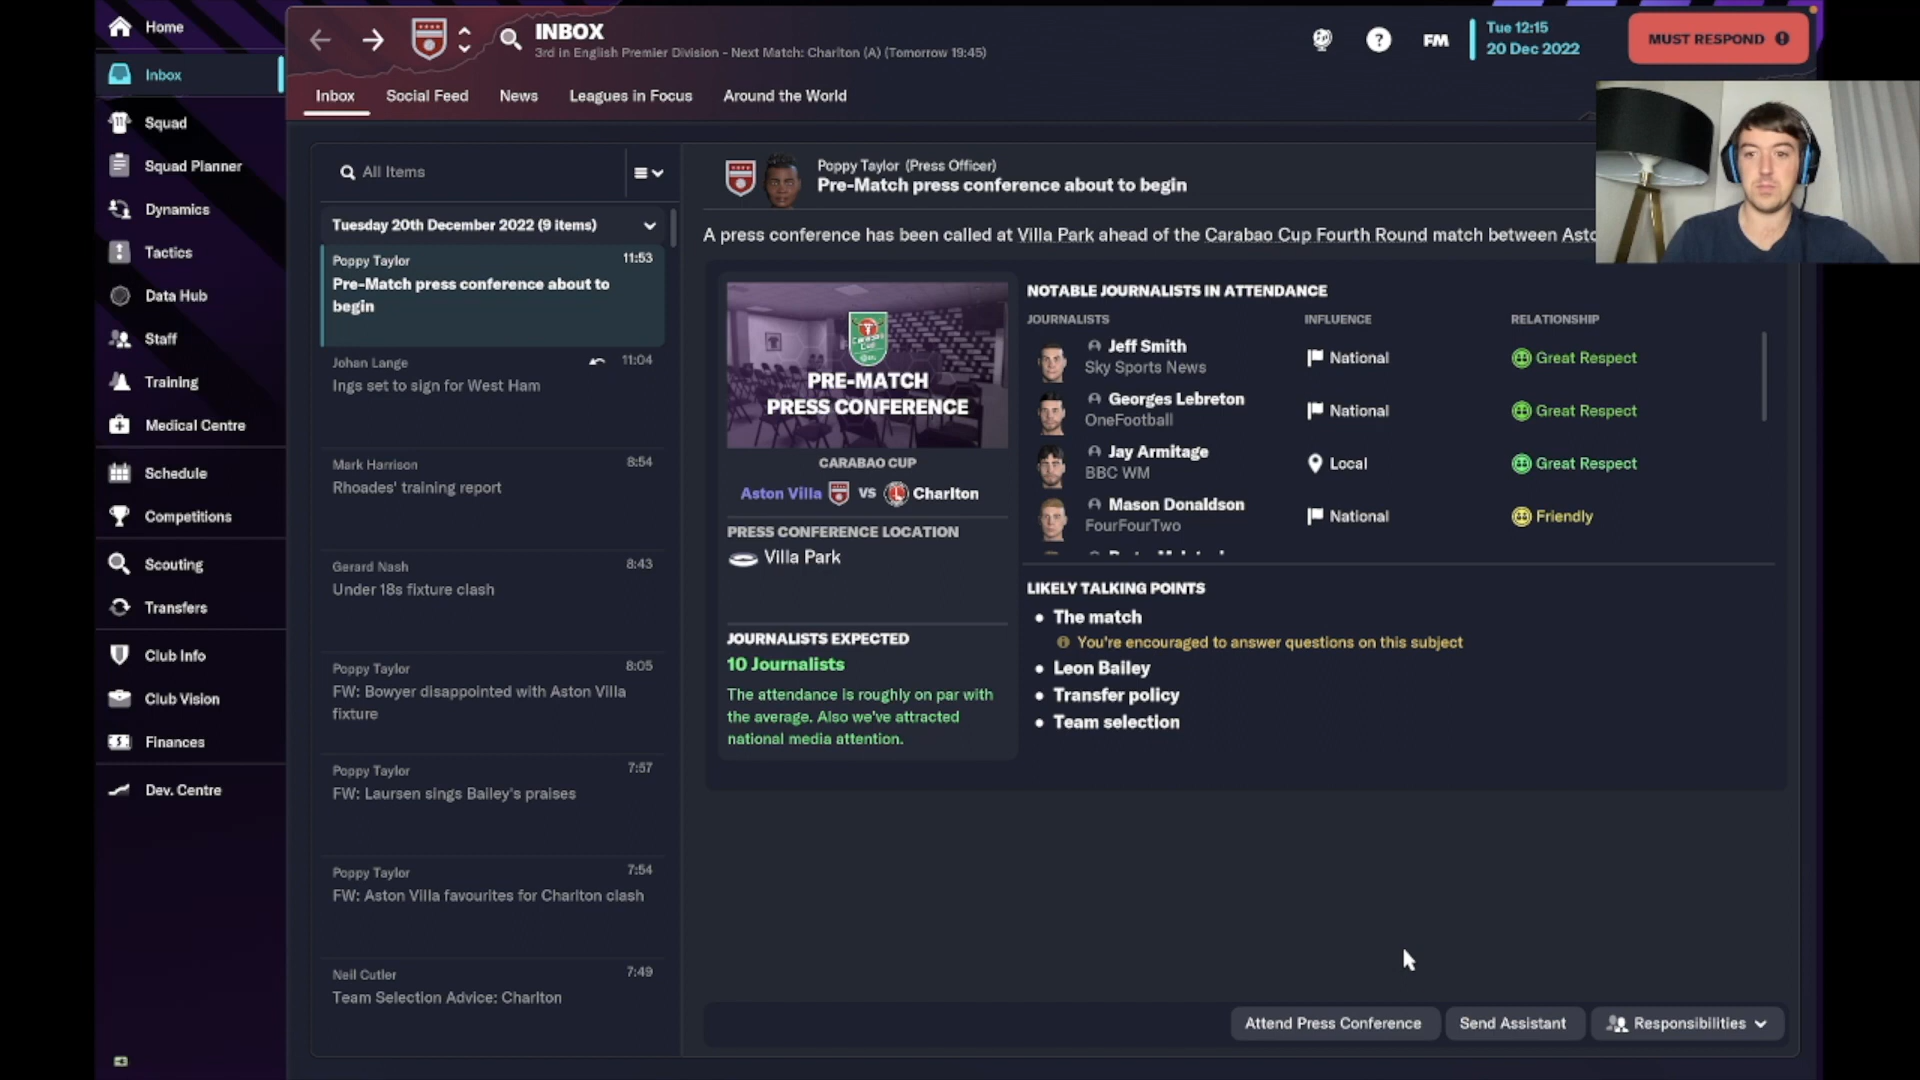 Home
Inbox
Squad
Squad Planner
Dynamics
Tactics
Data Hub
Staff
Training
Medical Centre
Schedule
Competitions
Scouting
Transfers
Club Info
Club Vision
Finances
Dev. Centre
INBOX
3rd in English Premier Division - Next Match: Charlton (A) (Tomorrow 19:45)
FM
Tue 12:15
20 Dec 2022
MUST RESPOND
Inbox Social Feed News Leagues in Focus Around the World
All Items
Tuesday 20th December 2022 (9 items)
Poppy Taylor 11:53
Pre-Match press conference about to
begin
Johan Lange 11:04
Ings set to sign for West Ham
Mark Harrison 8:54
Rhoades' training report
Gerard Nash 8:43
Under 18s fixture clash
Poppy Taylor 8:05
FW: Bowyer disappointed with Aston Villa
fixture
Poppy Taylor 7:57
FW: Laursen sings Bailey's praises
Poppy Taylor 7:54
FW: Aston Villa favourites for Charlton clash
Neil Cutler 7:49
Team Selection Advice: Charlton
Poppy Taylor (Press Officer)
Pre-Match press conference about to begin
A press conference has been called at Villa Park ahead of the Carabao Cup Fourth Round match between Asto
PRE-MATCH
PRESS CONFERENCE
CARABAO CUP
Aston Villa VS Charlton
PRESS CONFERENCE LOCATION
Villa Park
JOURNALISTS EXPECTED
10 Journalists
The attendance is roughly on par with
the average. Also we've attracted
national media attention.
NOTABLE JOURNALISTS IN ATTENDANCE
JOURNALISTS INFLUENCE RELATIONSHIP
Jeff Smith
Sky Sports News
National Great Respect
Georges Lebreton
OneFootball
National Great Respect
Jay Armitage
BBC WM
Local Great Respect
Mason Donaldson
FourFourTwo
National Friendly
LIKELY TALKING POINTS
• The match
You're encouraged to answer questions on this subject
• Leon Bailey
• Transfer policy
• Team selection
Attend Press Conference Send Assistant Responsibilities